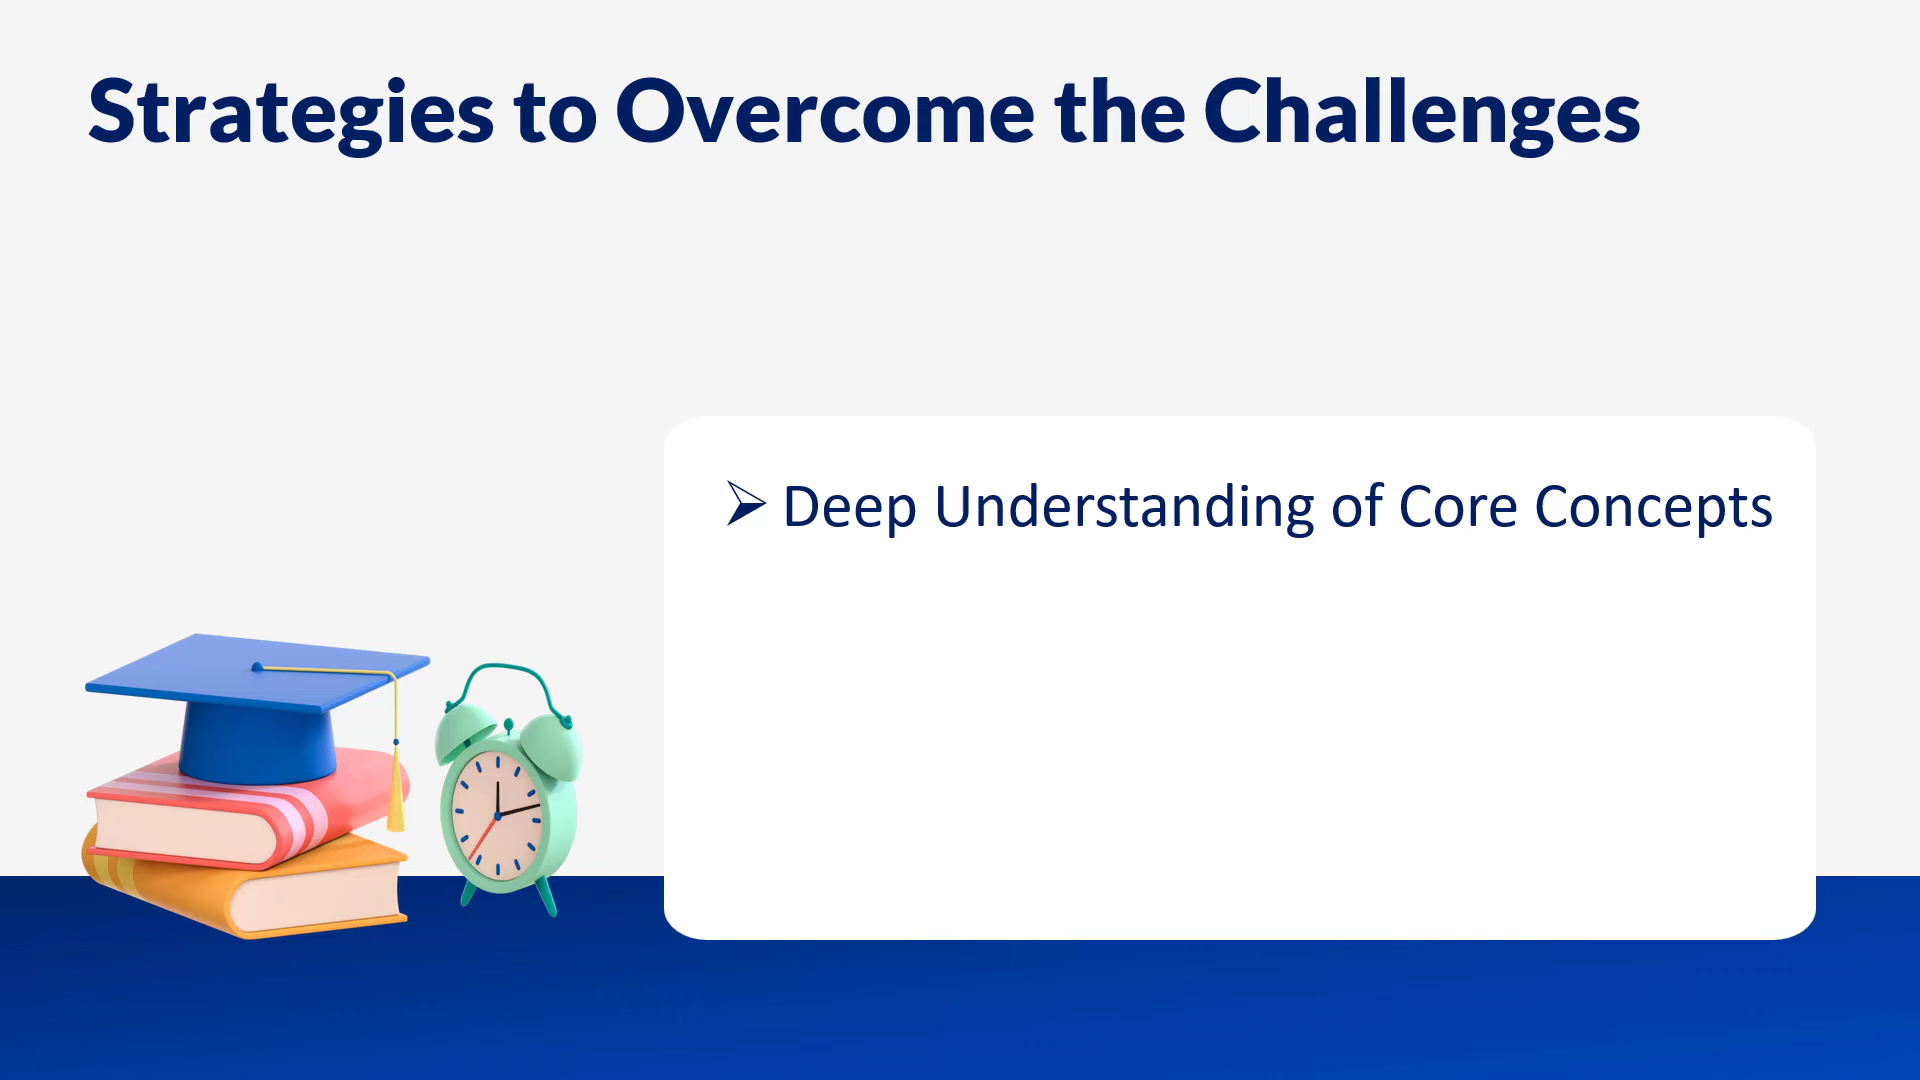 Strategies to Overcome the Challenges
➢ Deep Understanding of Core Concepts